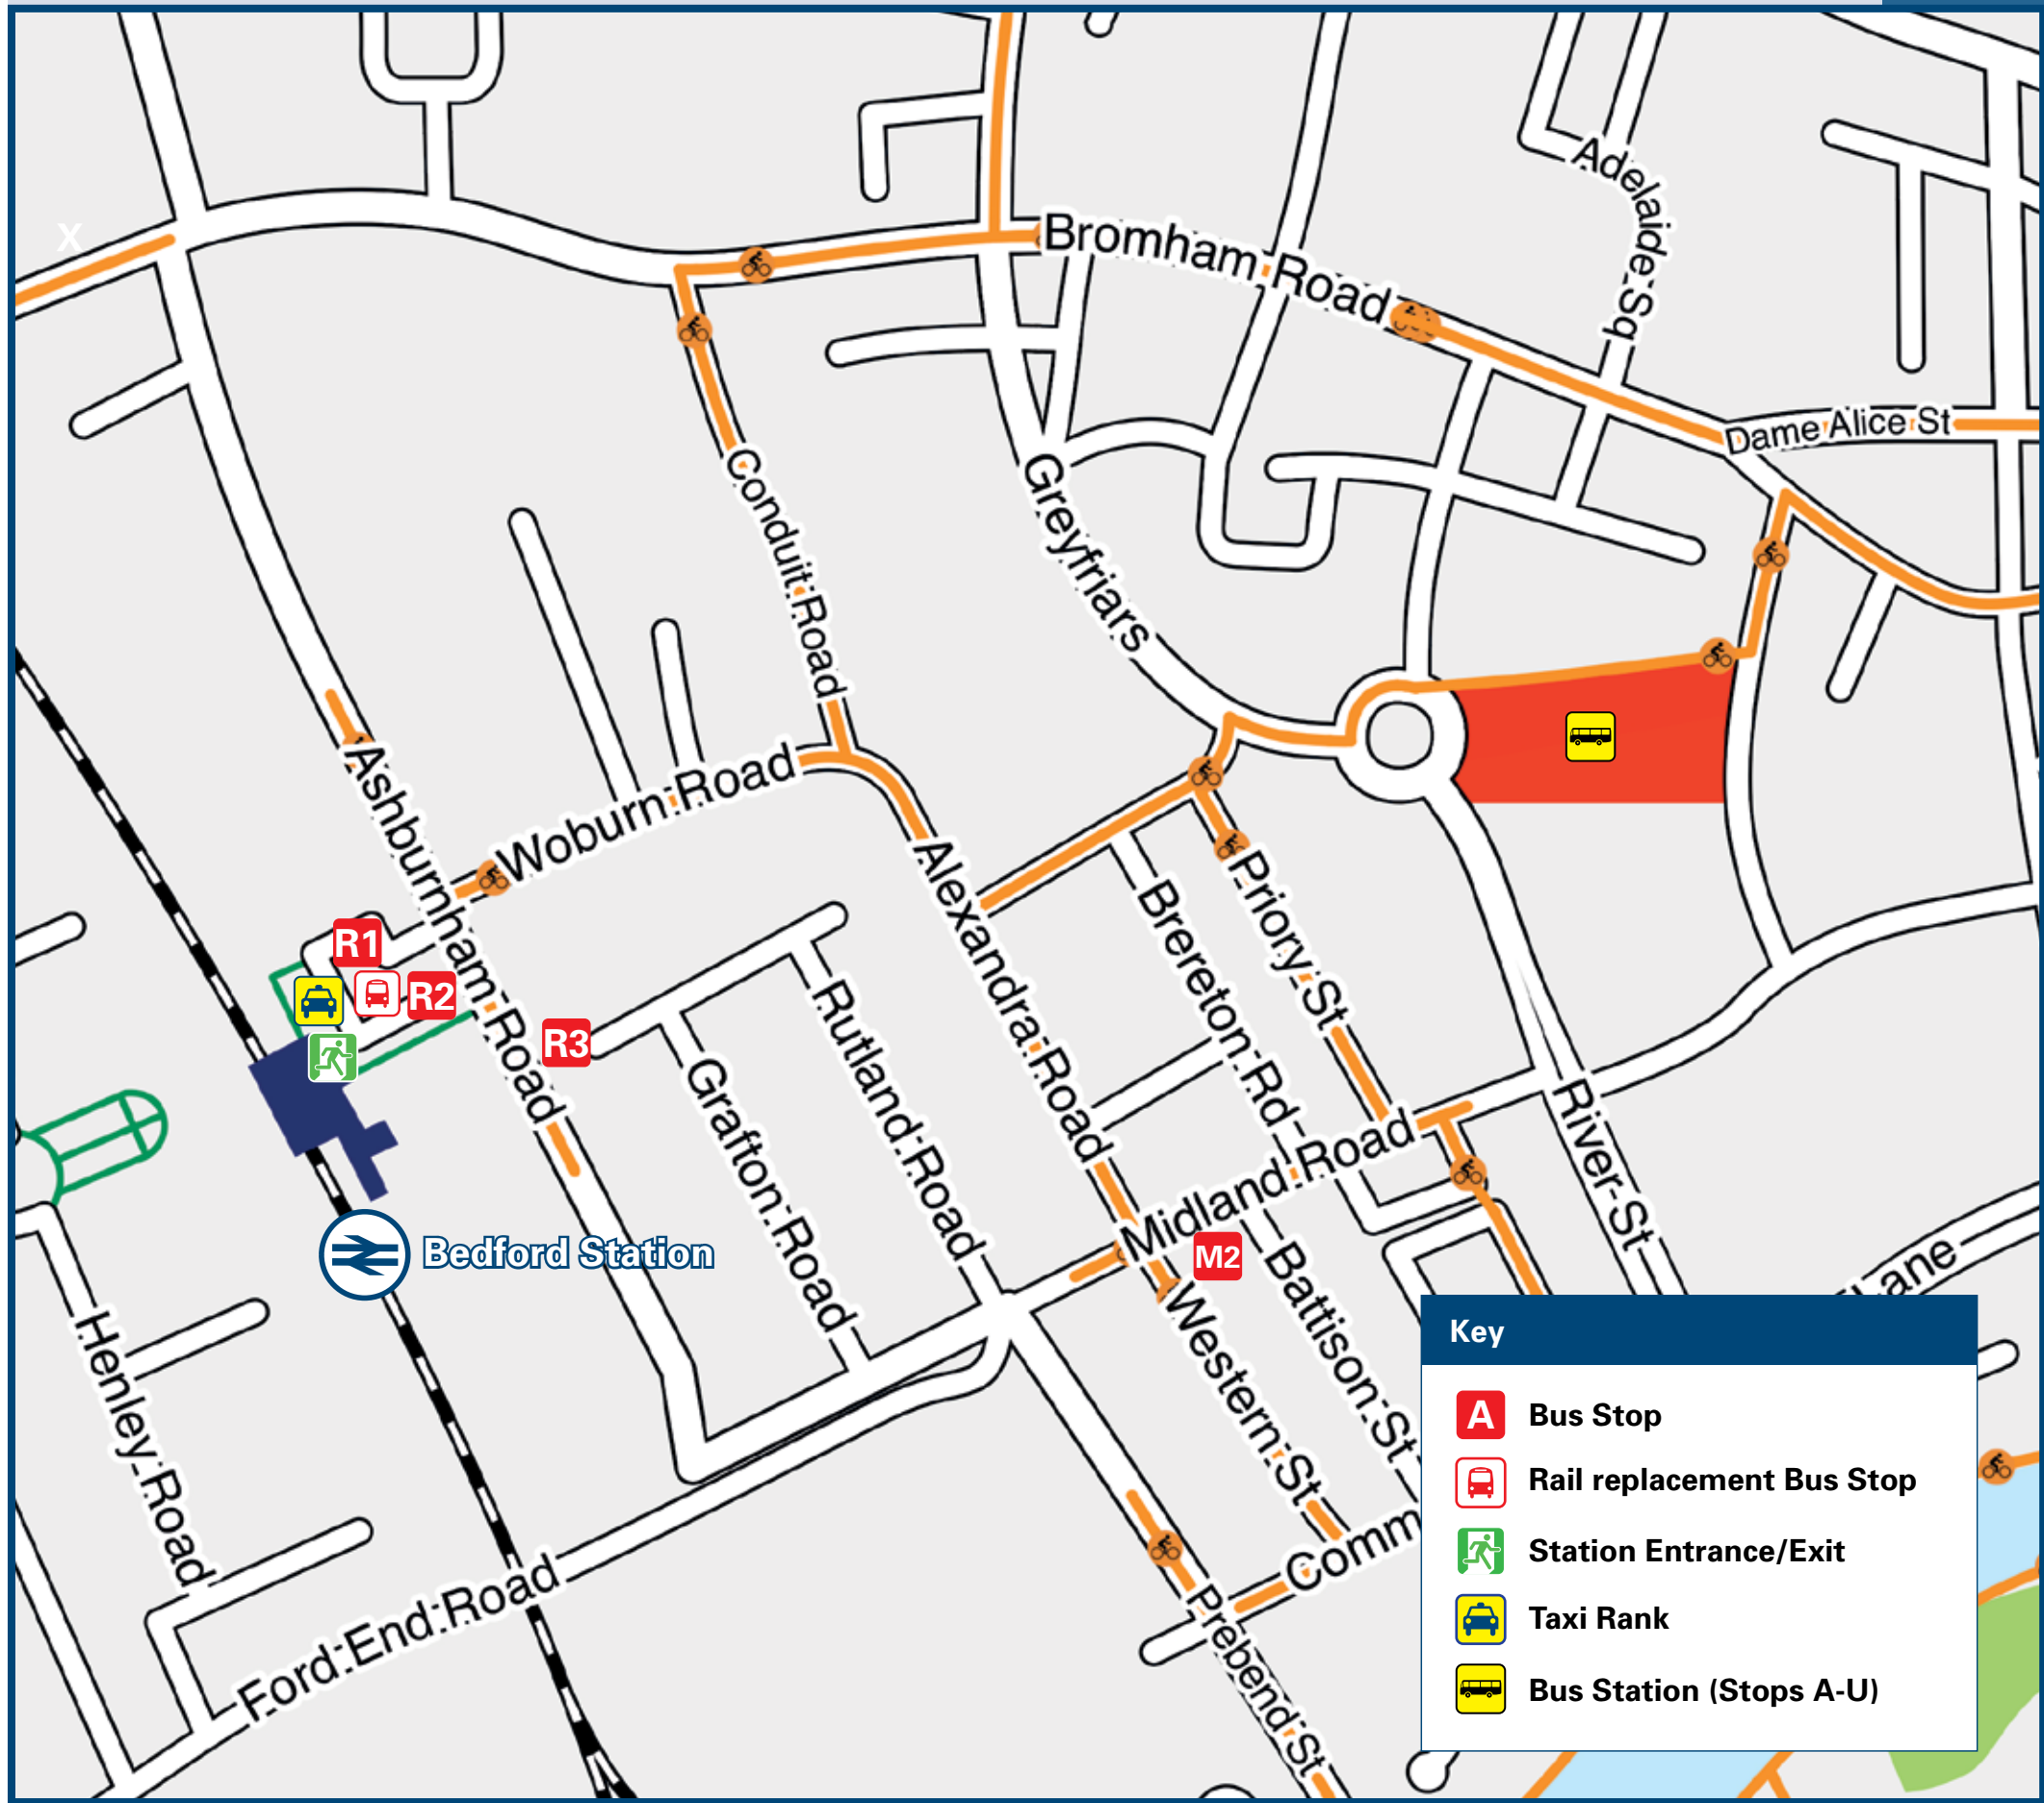 X
Adelaide Sq
Bromham Road
Dame Alice St
Conduit Road
Greyfriars
Ashburnham Road
Woburn Road
Alexandra Road
Priory St
Brereton Rd
R1
R2
R3
Rutland Road
Grafton Road
River St
Midland Road
M2
Bedford Station
Battison St
Western St
Lane
Henley Road
Ford End Road
Comm
Prebend St
Key
A Bus Stop
Rail replacement Bus Stop
Station Entrance/Exit
Taxi Rank
Bus Station (Stops A-U)